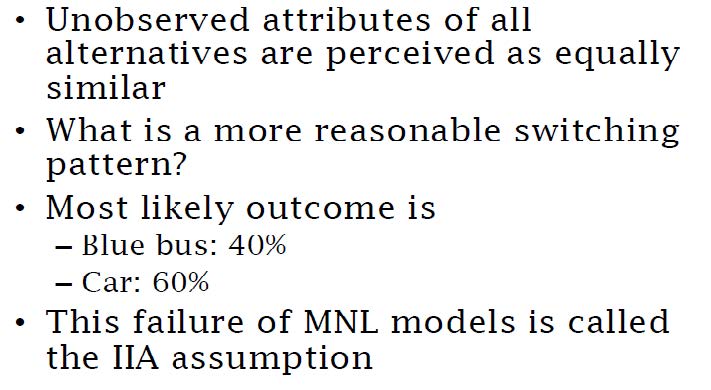 • Unobserved attributes of all
alternatives are perceived as equally
similar
• What is a more reasonable switching
pattern?
• Most likely outcome is
– Blue bus: 40%
– Car: 60%
• This failure of MNL models is called
the IIA assumption